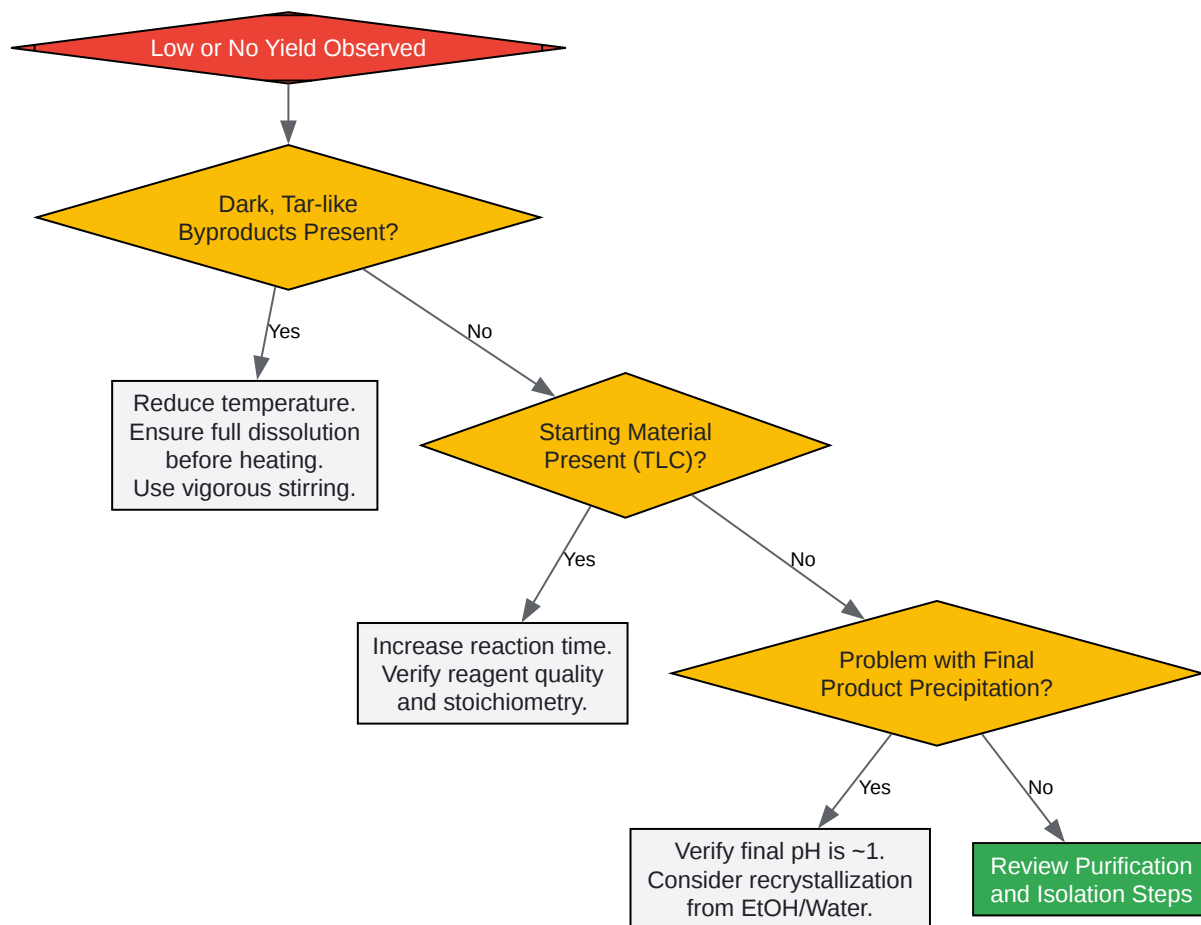 Low or No Yield Observed
Dark, Tar-like
Byproducts Present?
Yes
No
Reduce temperature.
Ensure full dissolution
before heating.
Use vigorous stirring.
Starting Material
Present (TLC)?
Yes
No
Increase reaction time.
Verify reagent quality
and stoichiometry.
Problem with Final
Product Precipitation?
Yes
No
Verify final pH is ~1.
Consider recrystallization
from EtOH/Water.
Review Purification
and Isolation Steps